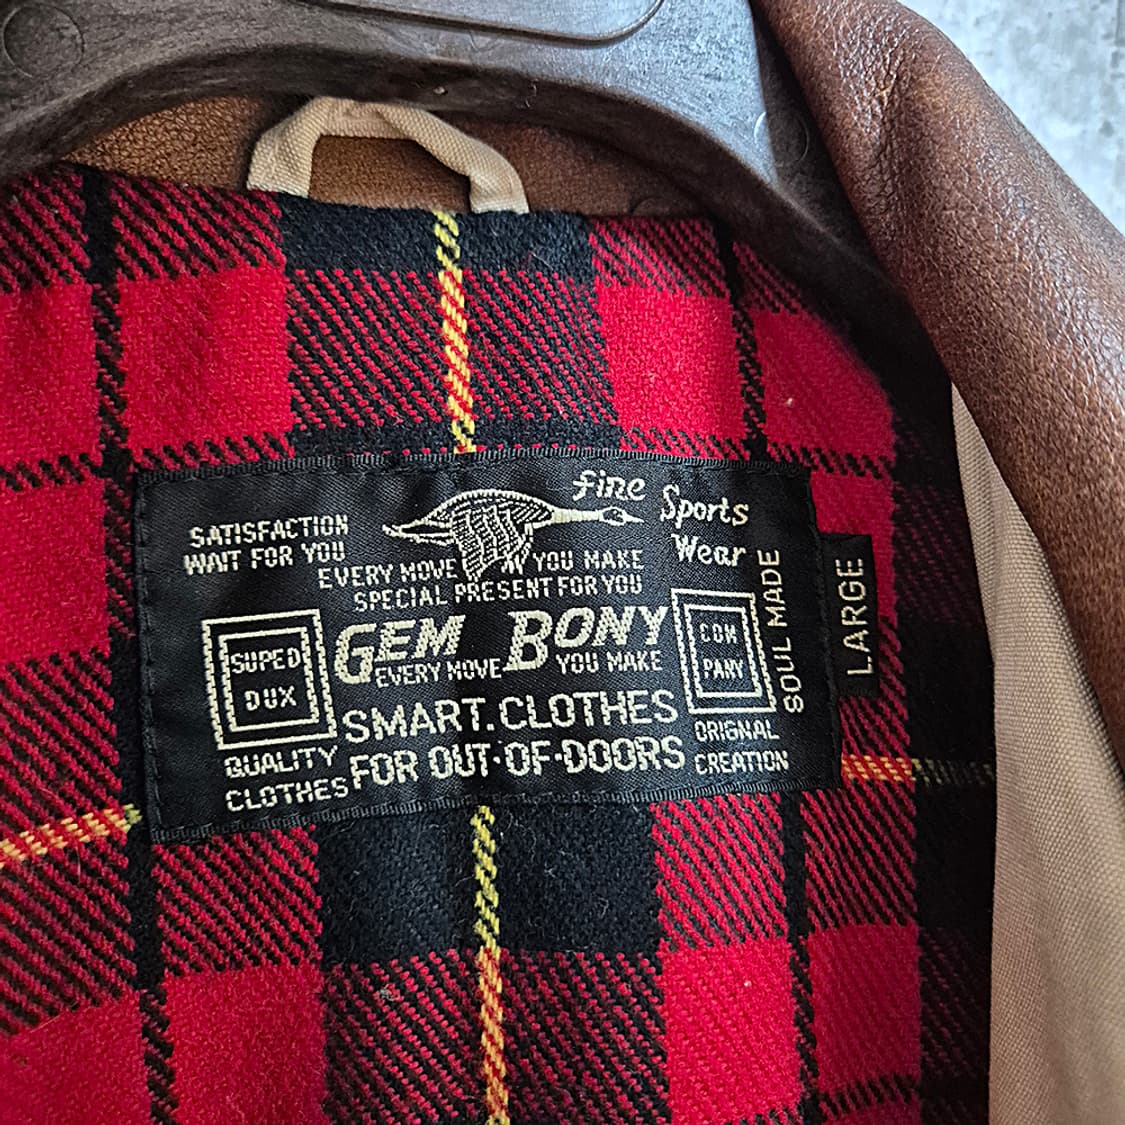 fine Sports
Wear
SATISFACTION
WAIT FOR YOU
EVERY MOVE YOU MAKE
SPECIAL PRESENT FOR YOU
GEM BONY
EVERY MOVE YOU MAKE
SUPED
DUX
COM
PANY
SOUL MADE
LARGE
SMART.CLOTHES
FOR OUT·OF·DOORS
QUALITY
CLOTHES
ORIGNAL
CREATION